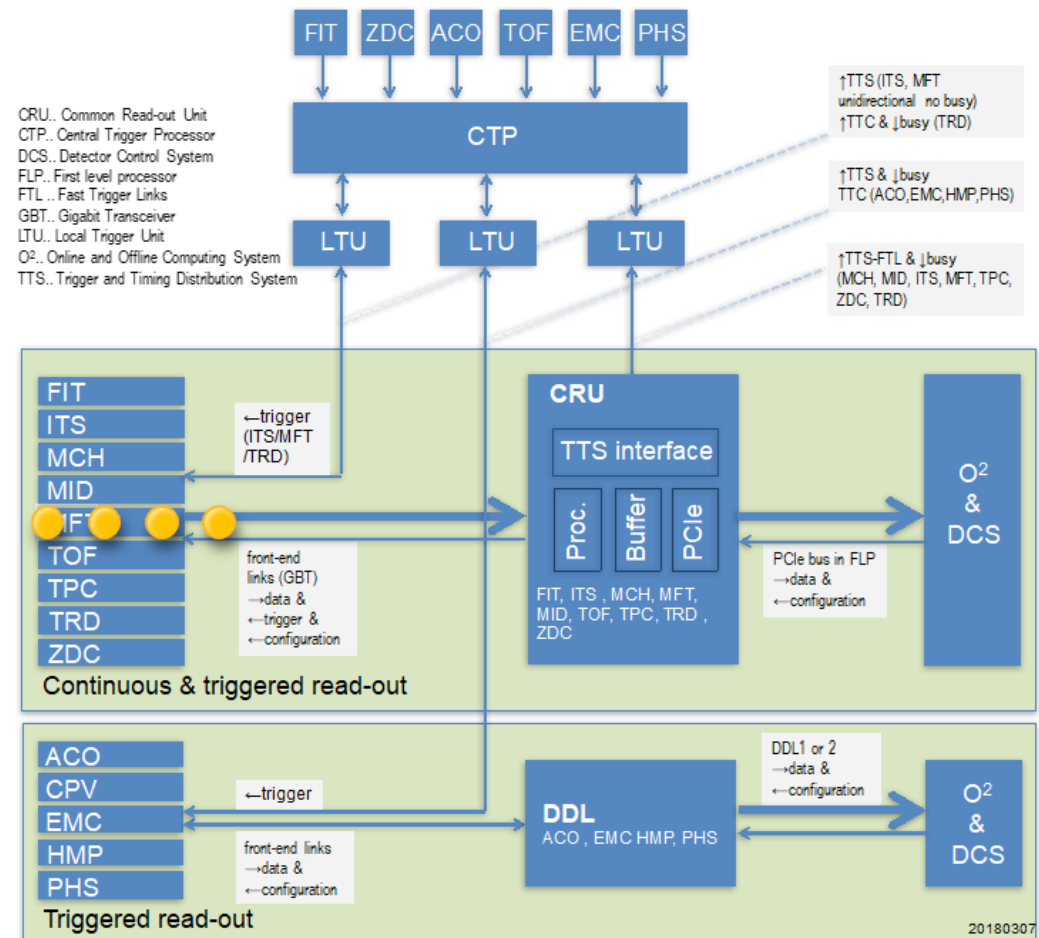 FIT ZDC ACO TOF EMC PHS
CTP
CRU.. Common Read-out Unit
CTP.. Central Trigger Processor
DCS.. Detector Control System
FLP.. First level processor
FTL .. Fast Trigger Links
GBT.. Gigabit Transceiver
LTU.. Local Trigger Unit
O².. Online and Offline Computing System
TTS.. Trigger and Timing Distribution System
↑TTS (ITS, MFT
unidirectional no busy)
↑TTC & ↓busy (TRD)
↑TTS & ↓busy
TTC (ACO,EMC,HMP,PHS)
↑TTS-FTL & ↓busy
(MCH, MID, ITS, MFT, TPC,
ZDC, TRD)
LTU LTU LTU
FIT
ITS
MCH
MID
MFT
TOF
TPC
TRD
ZDC
←trigger
(ITS/MFT
/TRD)
front-end
links (GBT)
→data &
←trigger &
←configuration
CRU
TTS interface
Proc.
Buffer
PCIe
FIT, ITS , MCH, MFT,
MID, TOF, TPC, TRD ,
ZDC
PCIe bus in FLP
→data &
←configuration
O²
&
DCS
Continuous & triggered read-out
ACO
CPV
EMC
HMP
PHS
←trigger
front-end links
→data &
←configuration
DDL
ACO , EMC HMP, PHS
DDL1 or 2
→data &
←configuration
O²
&
DCS
Triggered read-out
20180307